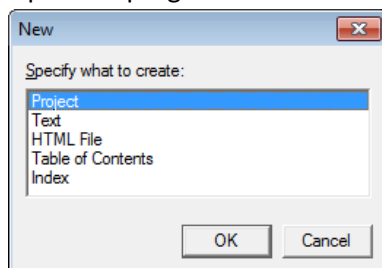 New
Specify what to create:
Project
Text
HTML File
Table of Contents
Index
OK
Cancel